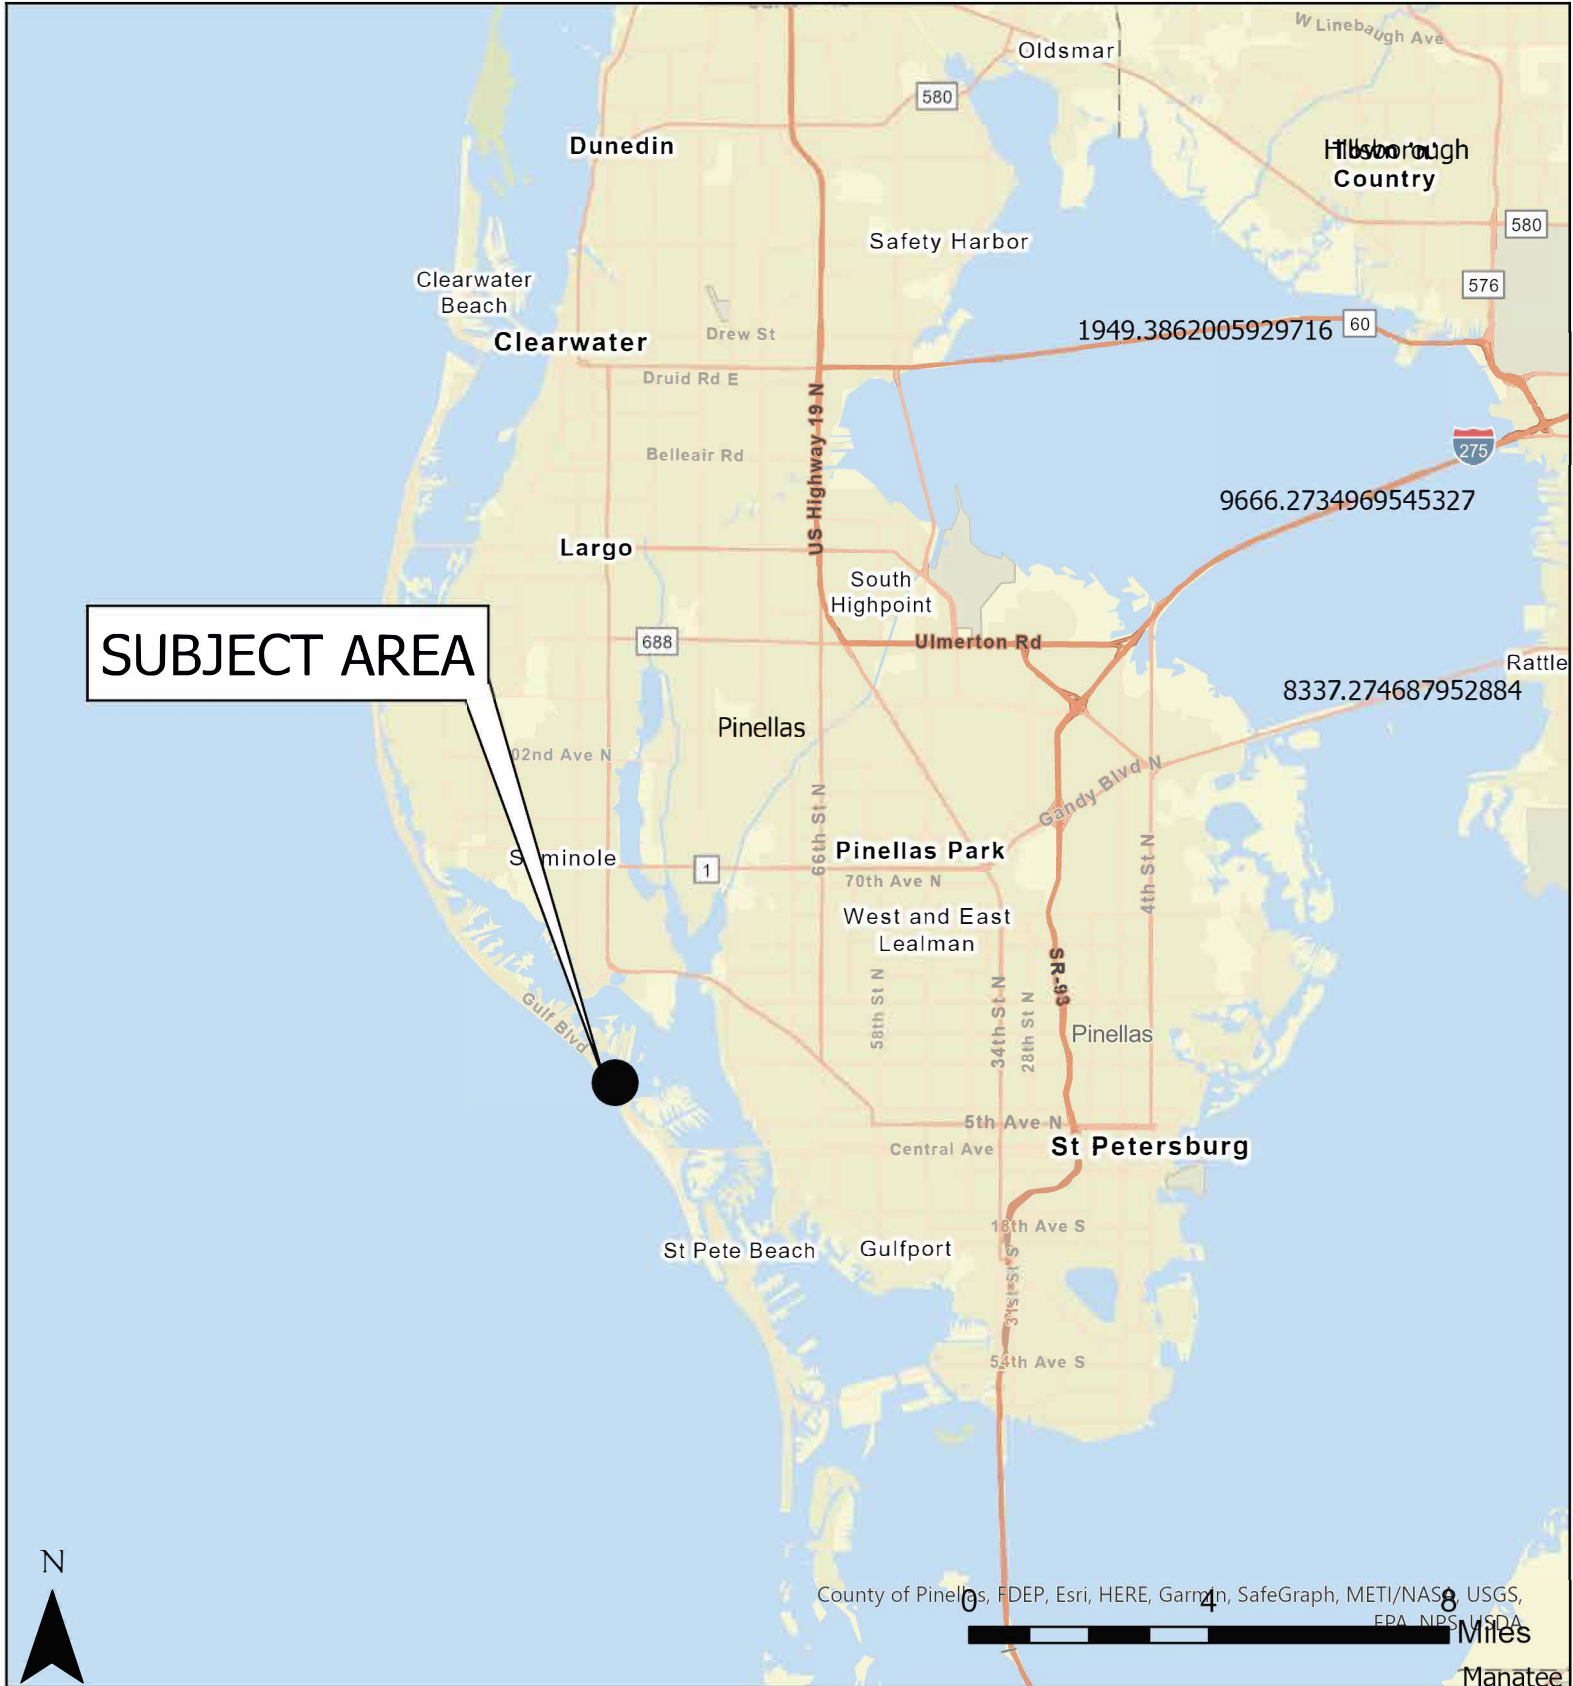 W Linebaugh Ave
Oldsmar
580
Dunedin
Hillsborough
Town 'n'
Country
580
Safety Harbor
Clearwater
Beach
576
1949.3862005929716
60
Drew St
Clearwater
Druid Rd E
US Highway 19 N
275
Belleair Rd
9666.2734969545327
Largo
South
Highpoint
SUBJECT AREA
688
Ulmerton Rd
Rattle
8337.274687952884
Pinellas
02nd Ave N
Gandy Blvd N
66th St N
Pinellas Park
4th St N
S minole
1
70th Ave N
West and East
Lealman
SR-93
58th St N
34th St N
28th St N
Gulf Blvd
Pinellas
5th Ave N
Central Ave
St Petersburg
18th Ave S
St Pete Beach
Gulfport
31st St S
54th Ave S
N
County of Pinellas, FDEP, Esri, HERE, Garmin, SafeGraph, METI/NASA, USGS,
EPA, NPS, USDA
0 4 8
Miles
Manatee